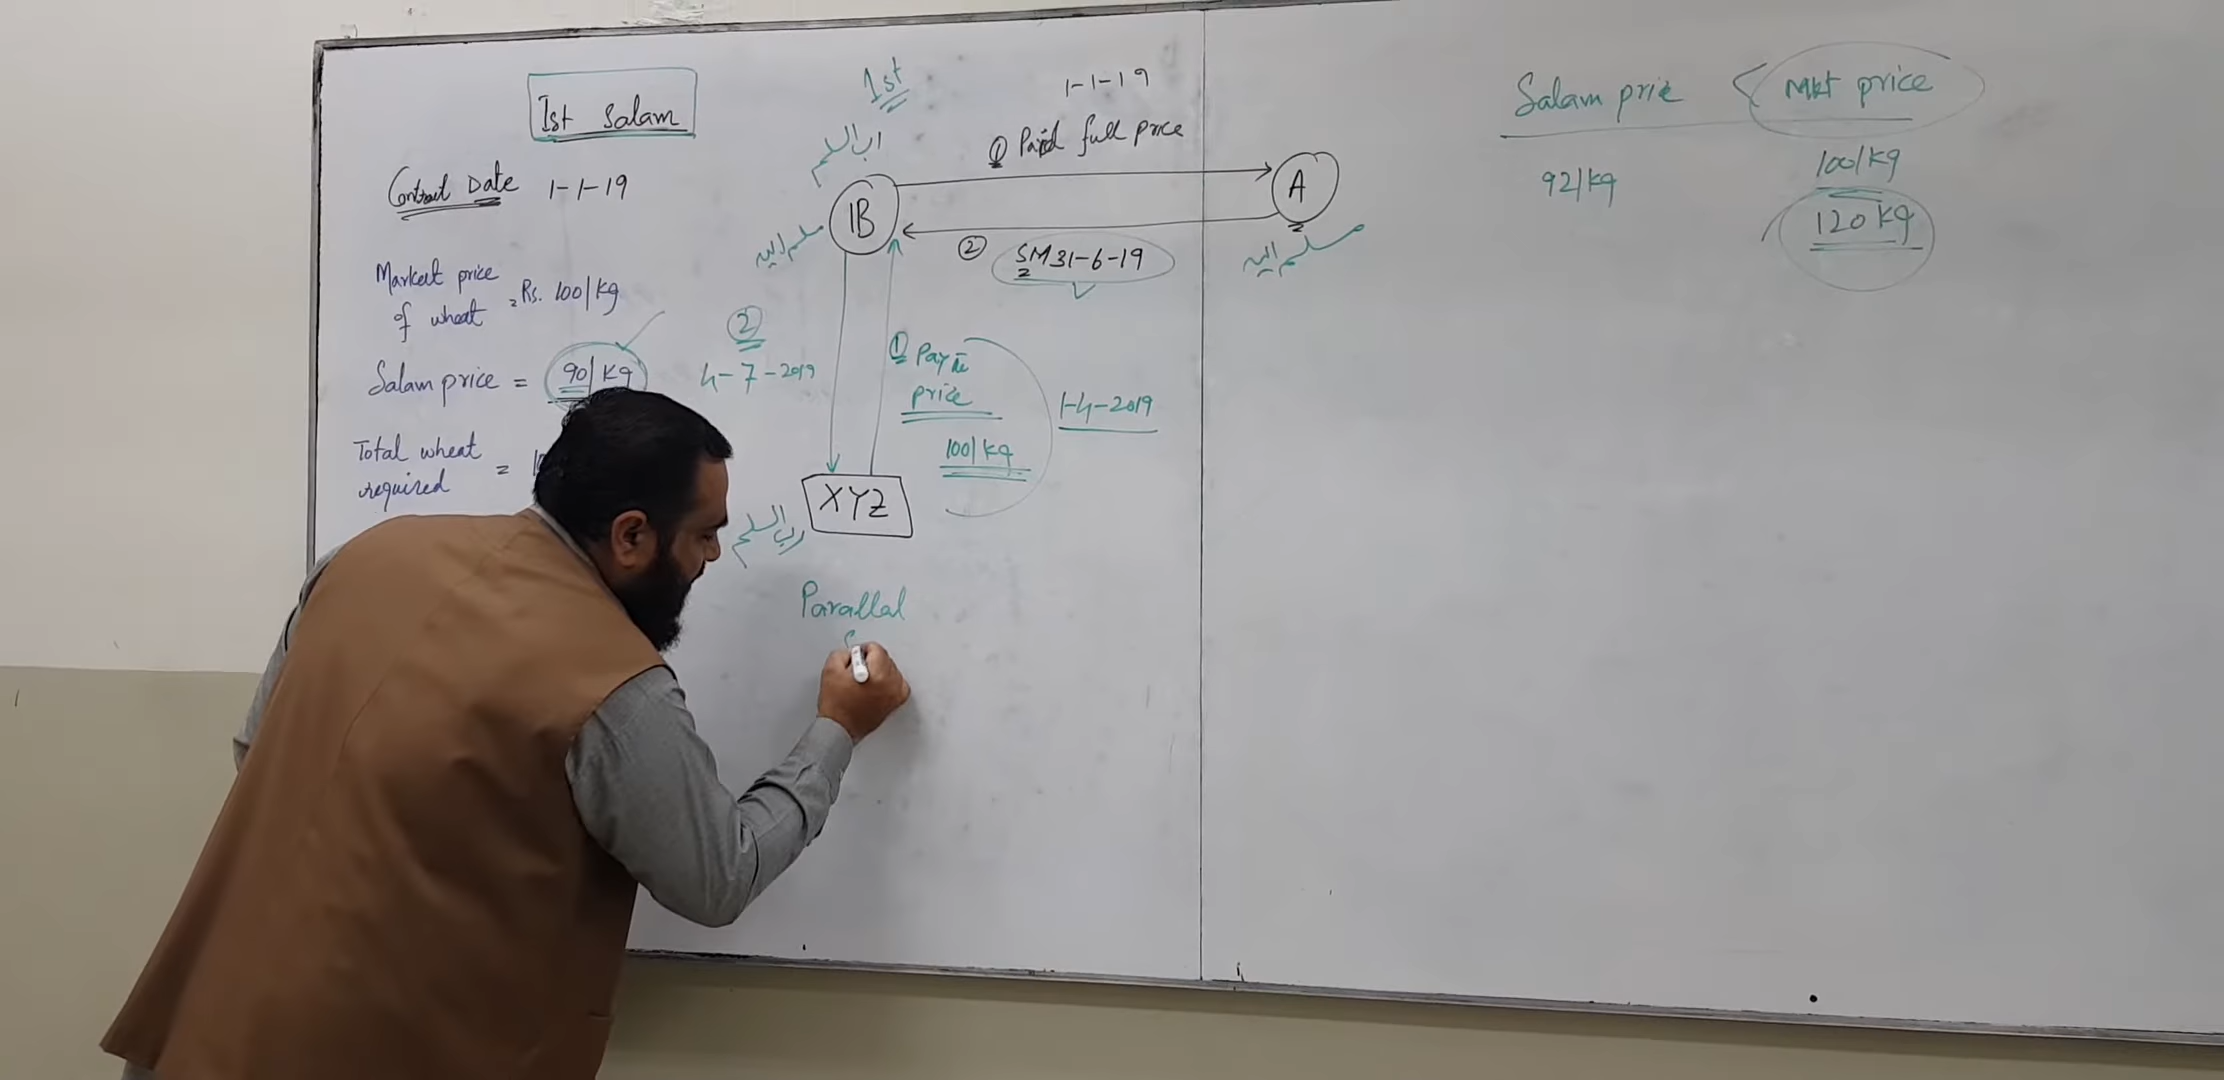 1st Salam
Contract Date 1-1-19
Market price
of wheat = Rs. 100/kg
Salam price = 90/kg
Total wheat
required =
1st
1-1-19
رب السلم
① Paid full price
IB
A
مسلم الیہ
② SM 31-6-19
مسلم الیہ
②
4-7-2019
① Pay
price
100/kg
1-4-2019
XYZ
رب السلم
Parallal
Salam price < Mkt price
92/kg
100/kg
120 kg